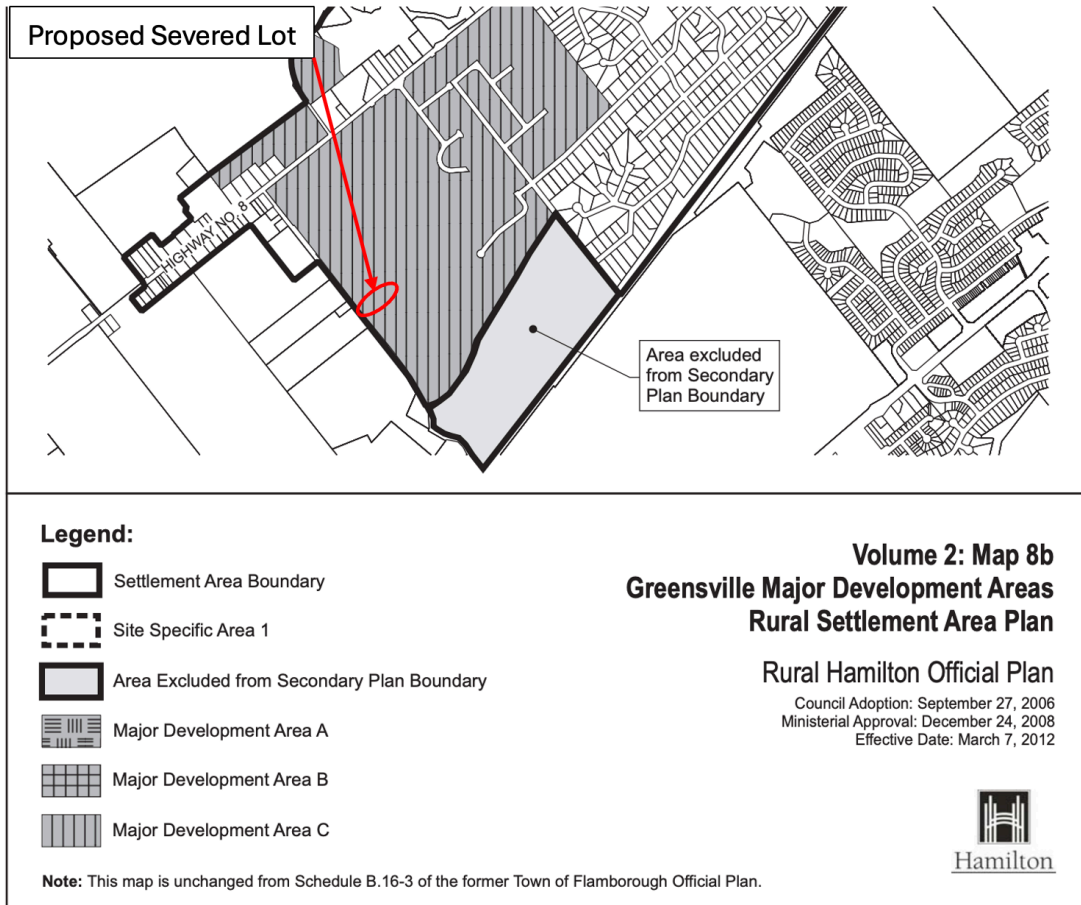 Proposed Severed Lot
HIGHWAY NO. 8
Area excluded
from Secondary
Plan Boundary
Legend:
Settlement Area Boundary
Site Specific Area 1
Area Excluded from Secondary Plan Boundary
Major Development Area A
Major Development Area B
Major Development Area C
Note: This map is unchanged from Schedule B.16-3 of the former Town of Flamborough Official Plan.
Volume 2: Map 8b
Greensville Major Development Areas
Rural Settlement Area Plan
Rural Hamilton Official Plan
Council Adoption: September 27, 2006
Ministerial Approval: December 24, 2008
Effective Date: March 7, 2012
Hamilton